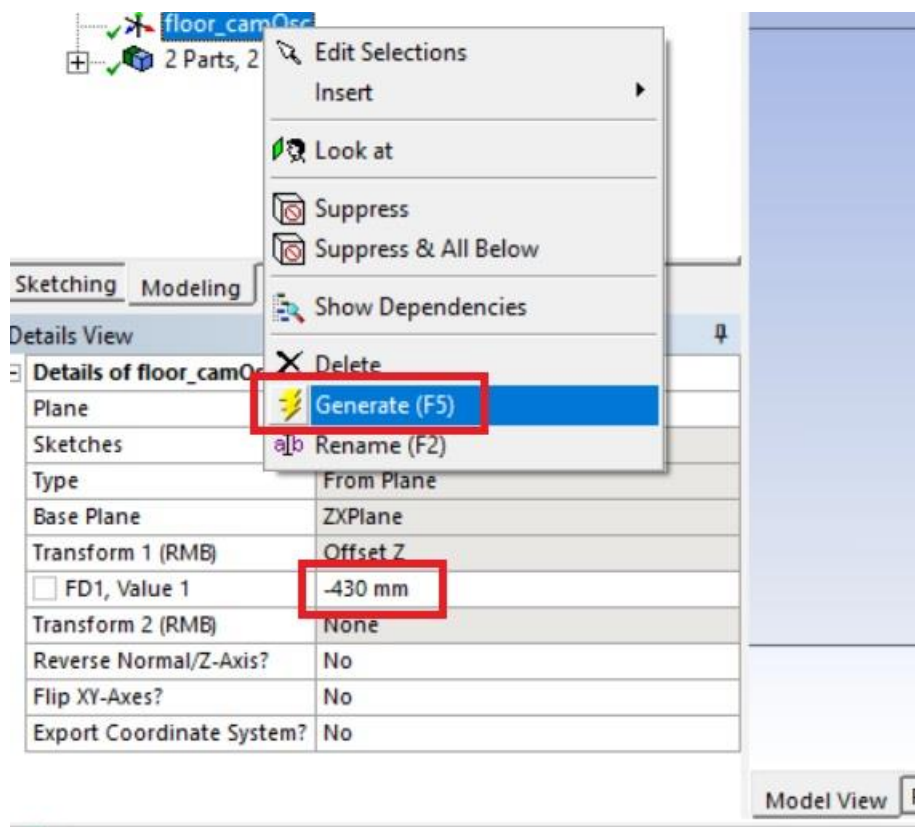 floor_camOsc
2 Parts, 2
Edit Selections
Insert
Look at
Suppress
Suppress & All Below
Show Dependencies
Delete
Generate (F5)
Rename (F2)
Sketching Modeling
Details View
Details of floor_camO
Plane
Sketches
Type From Plane
Base Plane ZXPlane
Transform 1 (RMB) Offset Z
FD1, Value 1 -430 mm
Transform 2 (RMB) None
Reverse Normal/Z-Axis? No
Flip XY-Axes? No
Export Coordinate System? No
Model View